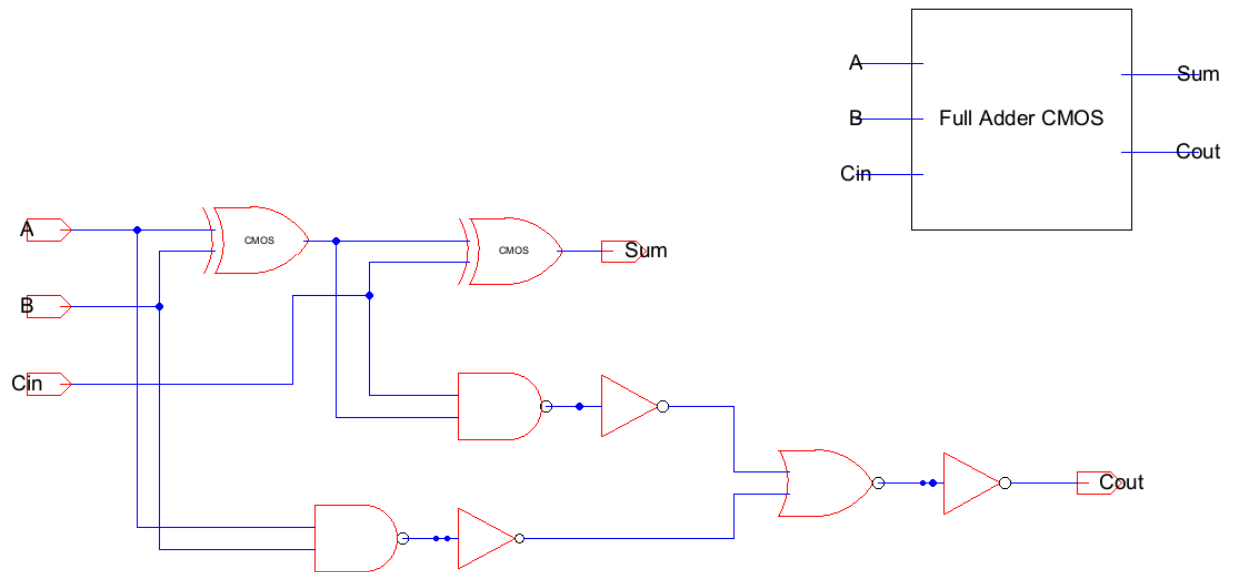 A
Sum
B
Full Adder CMOS
Cout
Cin
A
CMOS
CMOS
Sum
B
Cin
Cout